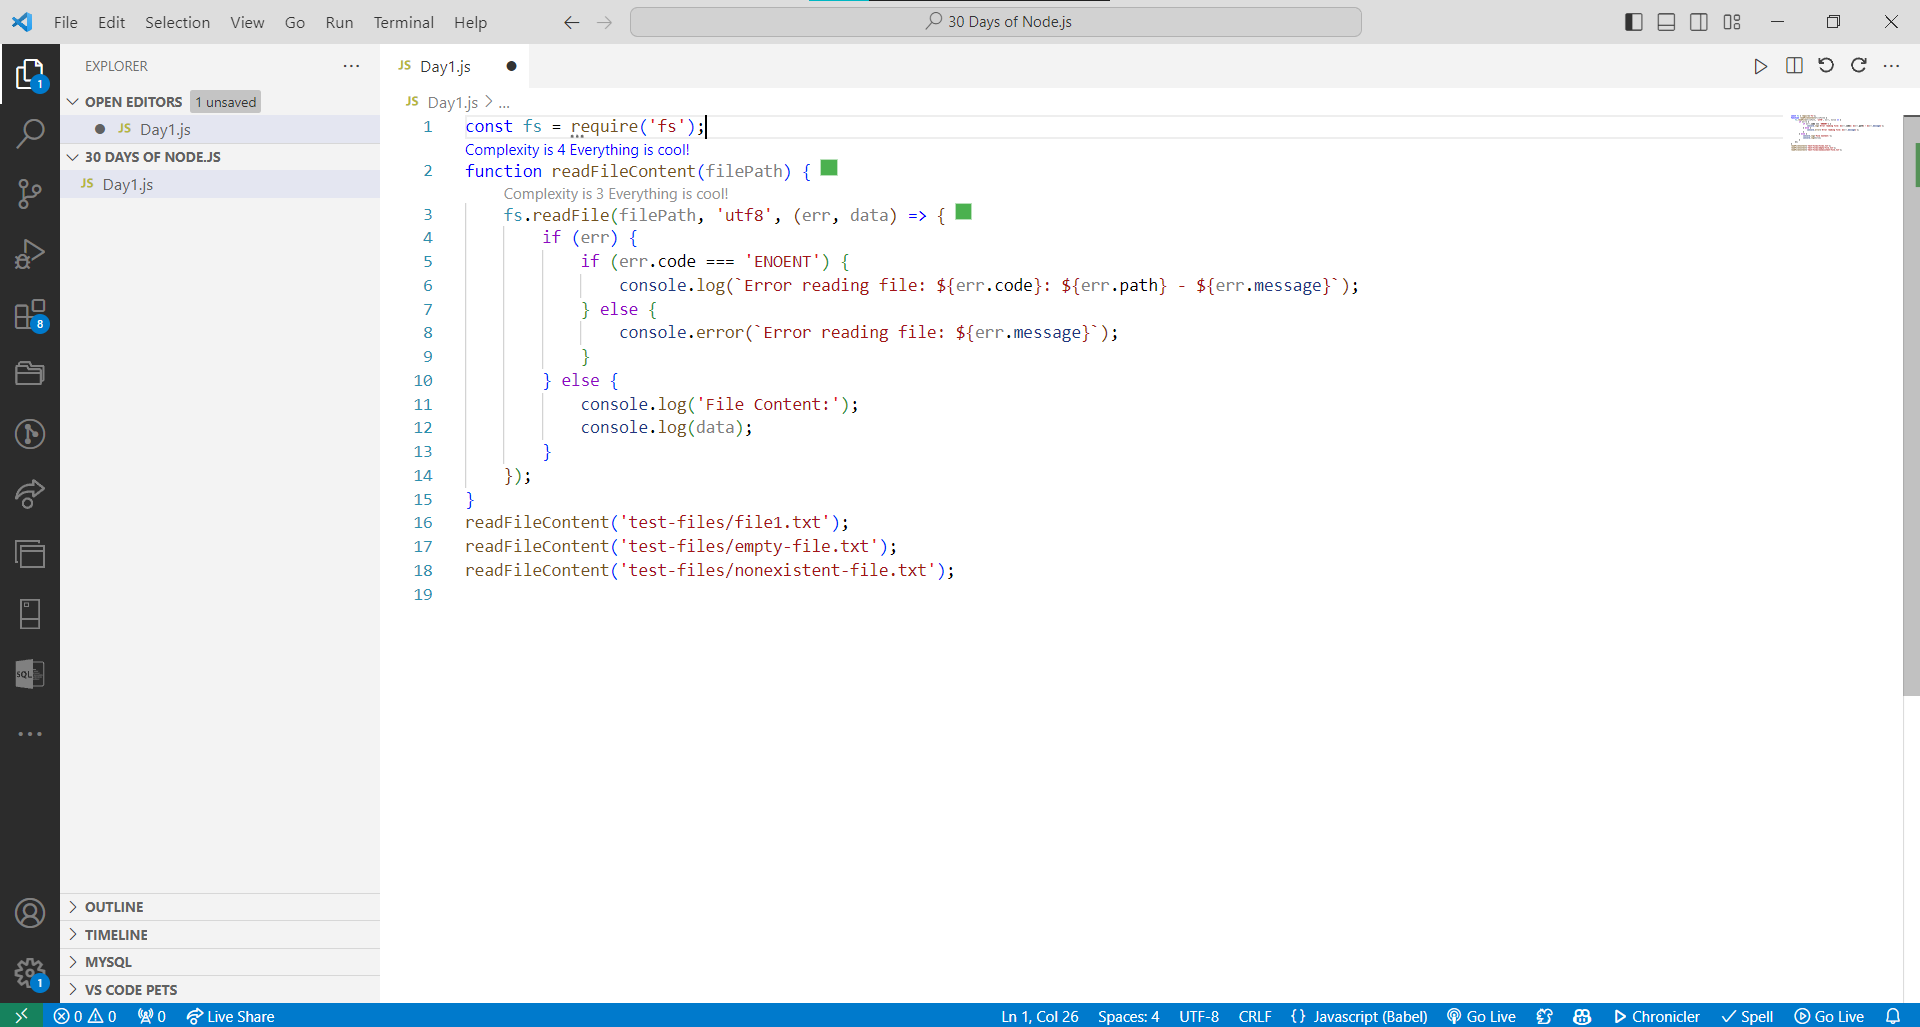 File Edit Selection View Go Run Terminal Help
30 Days of Node.js
EXPLORER
OPEN EDITORS 1 unsaved
JS Day1.js
30 DAYS OF NODE.JS
JS Day1.js
OUTLINE
TIMELINE
MYSQL
VS CODE PETS
1
8
SQL
1
JS Day1.js
JS Day1.js > ...
1 const fs = require('fs');
Complexity is 4 Everything is cool!
2 function readFileContent(filePath) {
Complexity is 3 Everything is cool!
3 fs.readFile(filePath, 'utf8', (err, data) => {
4 if (err) {
5 if (err.code === 'ENOENT') {
6 console.log(`Error reading file: ${err.code}: ${err.path} - ${err.message}`);
7 } else {
8 console.error(`Error reading file: ${err.message}`);
9 }
10 } else {
11 console.log('File Content:');
12 console.log(data);
13 }
14 });
15 }
16 readFileContent('test-files/file1.txt');
17 readFileContent('test-files/empty-file.txt');
18 readFileContent('test-files/nonexistent-file.txt');
19
0 0 0 Live Share Ln 1, Col 26 Spaces: 4 UTF-8 CRLF {} Javascript (Babel) Go Live Chronicler Spell Go Live